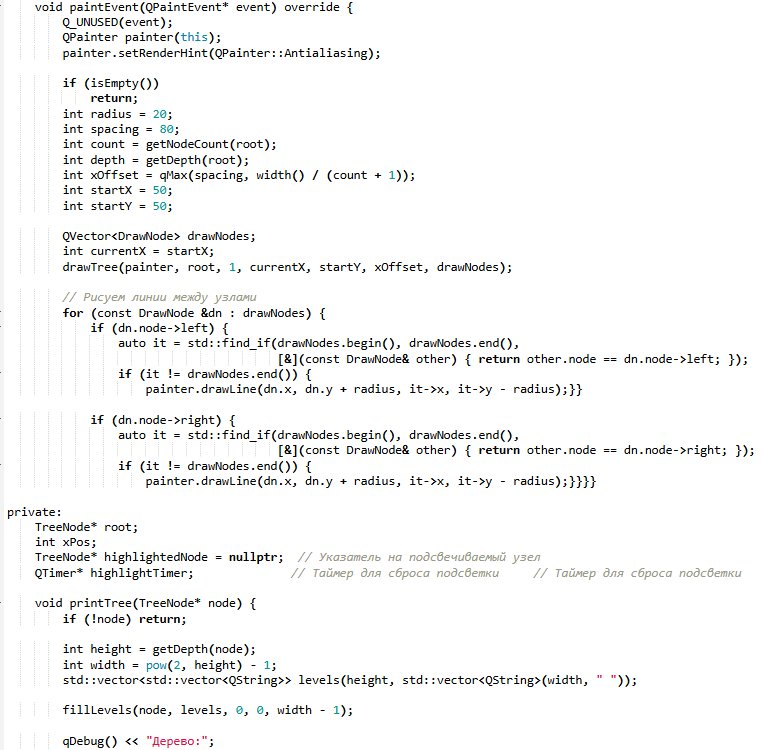 void paintEvent(QPaintEvent* event) override {
Q_UNUSED(event);
QPainter painter(this);
painter.setRenderHint(QPainter::Antialiasing);
if (isEmpty())
return;
int radius = 20;
int spacing = 80;
int count = getNodeCount(root);
int depth = getDepth(root);
int xOffset = qMax(spacing, width() / (count + 1));
int startX = 50;
int startY = 50;
QVector<DrawNode> drawNodes;
int currentX = startX;
drawTree(painter, root, 1, currentX, startY, xOffset, drawNodes);
// Рисуем линии между узлами
for (const DrawNode &dn : drawNodes) {
if (dn.node->left) {
auto it = std::find_if(drawNodes.begin(), drawNodes.end(),
[&](const DrawNode& other) { return other.node == dn.node->left; });
if (it != drawNodes.end()) {
painter.drawLine(dn.x, dn.y + radius, it->x, it->y - radius);}}
if (dn.node->right) {
auto it = std::find_if(drawNodes.begin(), drawNodes.end(),
[&](const DrawNode& other) { return other.node == dn.node->right; });
if (it != drawNodes.end()) {
painter.drawLine(dn.x, dn.y + radius, it->x, it->y - radius);}}}}
private:
TreeNode* root;
int xPos;
TreeNode* highlightedNode = nullptr;  // Указатель на подсвечиваемый узел
QTimer* highlightTimer;              // Таймер для сброса подсветки     // Таймер для сброса подсветки
void printTree(TreeNode* node) {
if (!node) return;
int height = getDepth(node);
int width = pow(2, height) - 1;
std::vector<std::vector<QString>> levels(height, std::vector<QString>(width, " "));
fillLevels(node, levels, 0, 0, width - 1);
qDebug() << "Дерево:";